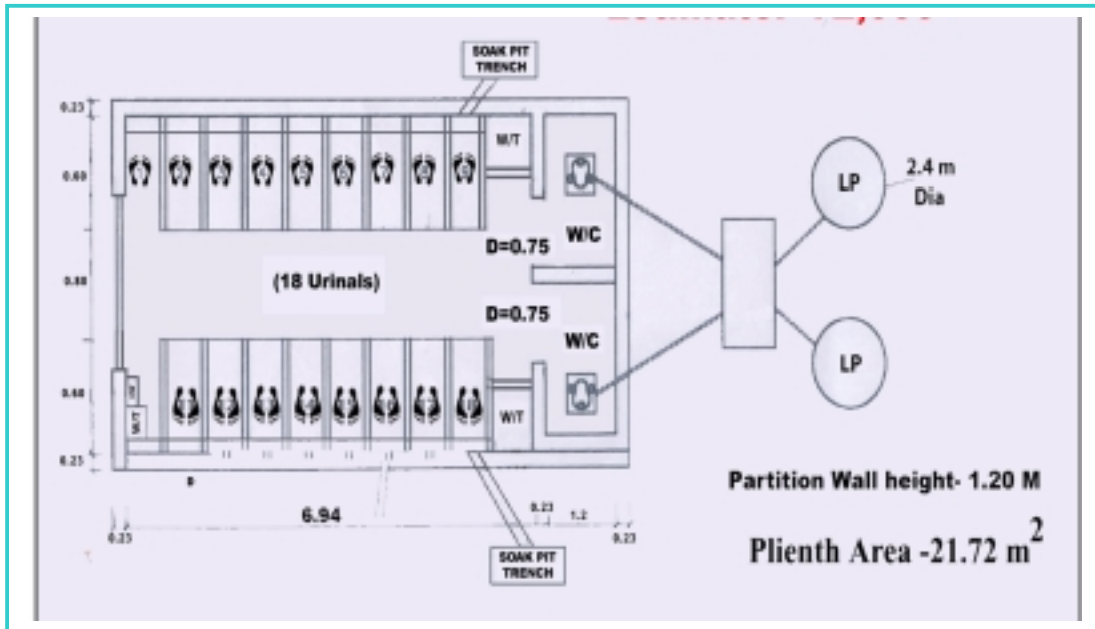 SOAK PIT
TRENCH
0.23
W/T
0.60
LP
2.4 m
Dia
W/C
D=0.75
0.80
(18 Urinals)
D=0.75
W/C
LP
0.60
W/T
W/T
0.23
Partition Wall height- 1.20 M
6.94
0.23
1.2
0.23
0.23
Plienth Area -21.72 m2
SOAK PIT
TRENCH